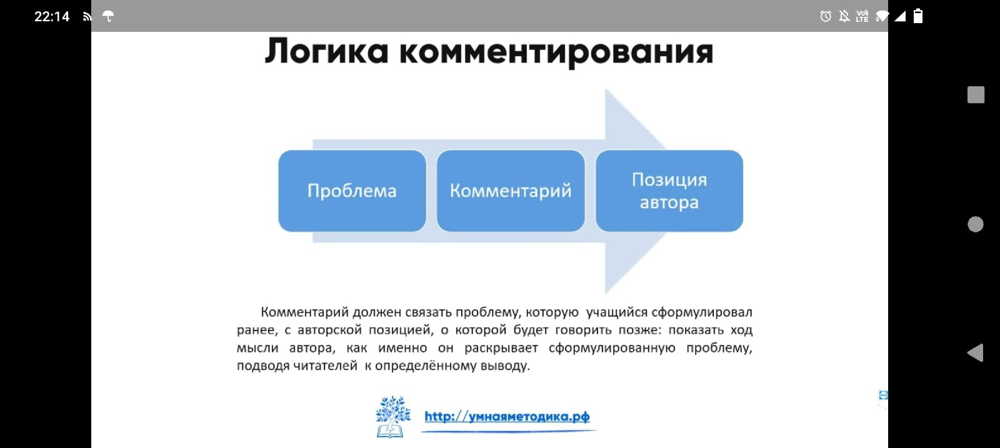 22:14
Vo)) LTE
Логика комментирования
Проблема
Комментарий
Позиция
автора
Комментарий должен связать проблему, которую учащийся сформулировал
ранее, с авторской позицией, о которой будет говорить позже: показать ход
мысли автора, как именно он раскрывает сформулированную проблему,
подводя читателей к определённому выводу.
http://умнаяметодика.рф